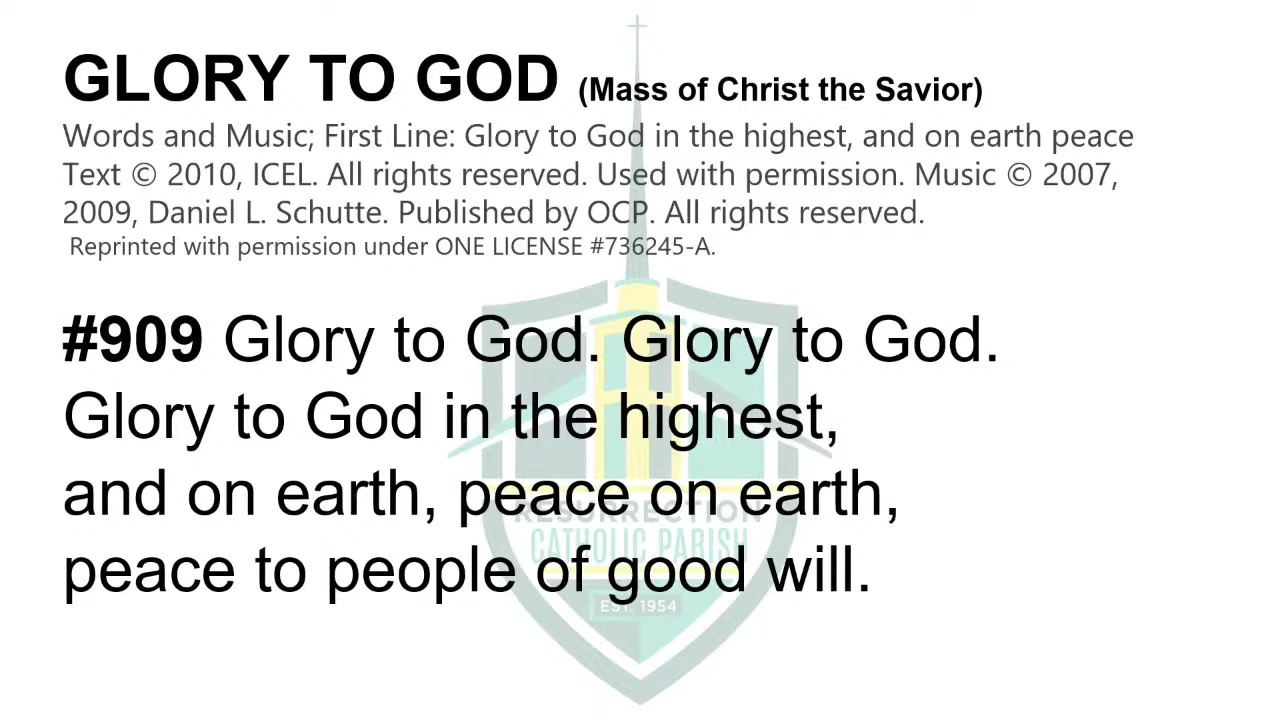 GLORY TO GOD (Mass of Christ the Savior)
Words and Music; First Line: Glory to God in the highest, and on earth peace
Text © 2010, ICEL. All rights reserved. Used with permission. Music © 2007,
2009, Daniel L. Schutte. Published by OCP. All rights reserved.
Reprinted with permission under ONE LICENSE #736245-A.
#909 Glory to God. Glory to God.
Glory to God in the highest,
and on earth, peace on earth,
peace to people of good will.
RESURRECTION
CATHOLIC PARISH
EST. 1954